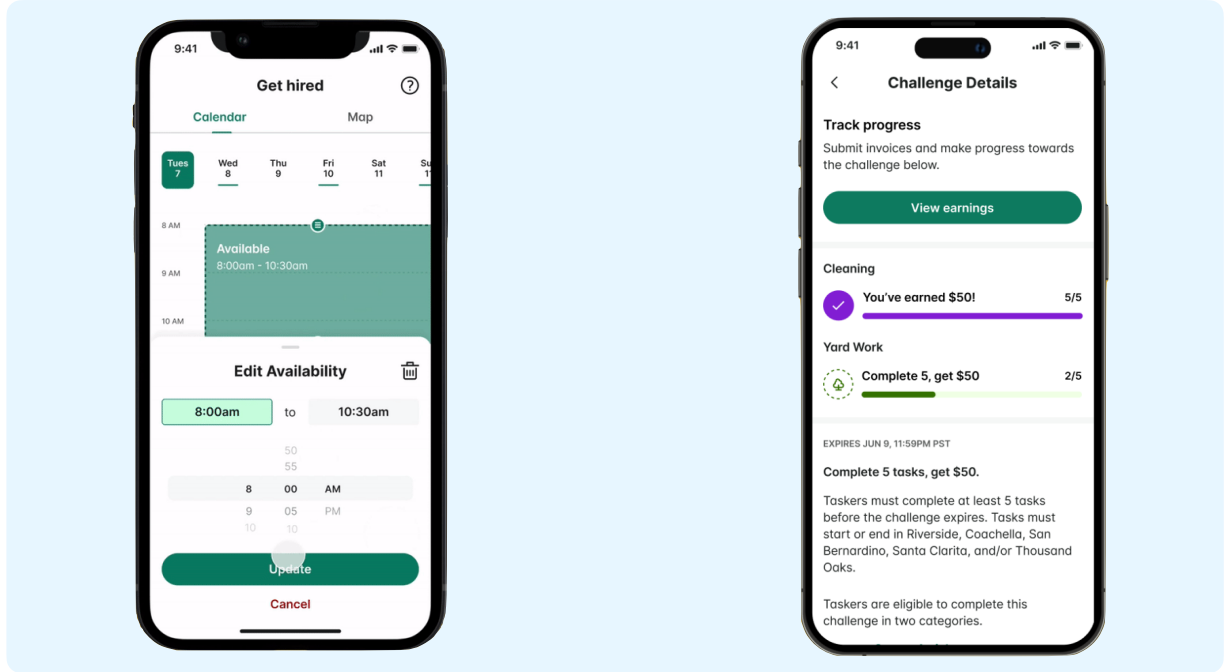 9:41
Get hired
?
Calendar Map
Tues Wed Thu Fri Sat
7 8 9 10 11
8 AM
Available
8:00am - 10:30am
9 AM
10 AM
Edit Availability
8:00am to 10:30am
50
55
8 00 AM
9 05 PM
10 10
Update
Cancel
9:41
Challenge Details
Track progress
Submit invoices and make progress towards
the challenge below.
View earnings
Cleaning
You've earned $50! 5/5
Yard Work
Complete 5, get $50 2/5
EXPIRES JUN 9, 11:59PM PST
Complete 5 tasks, get $50.
Taskers must complete at least 5 tasks
before the challenge expires. Tasks must
start or end in Riverside, Coachella, San
Bernardino, Santa Clarita, and/or Thousand
Oaks.
Taskers are eligible to complete this
challenge in two categories.